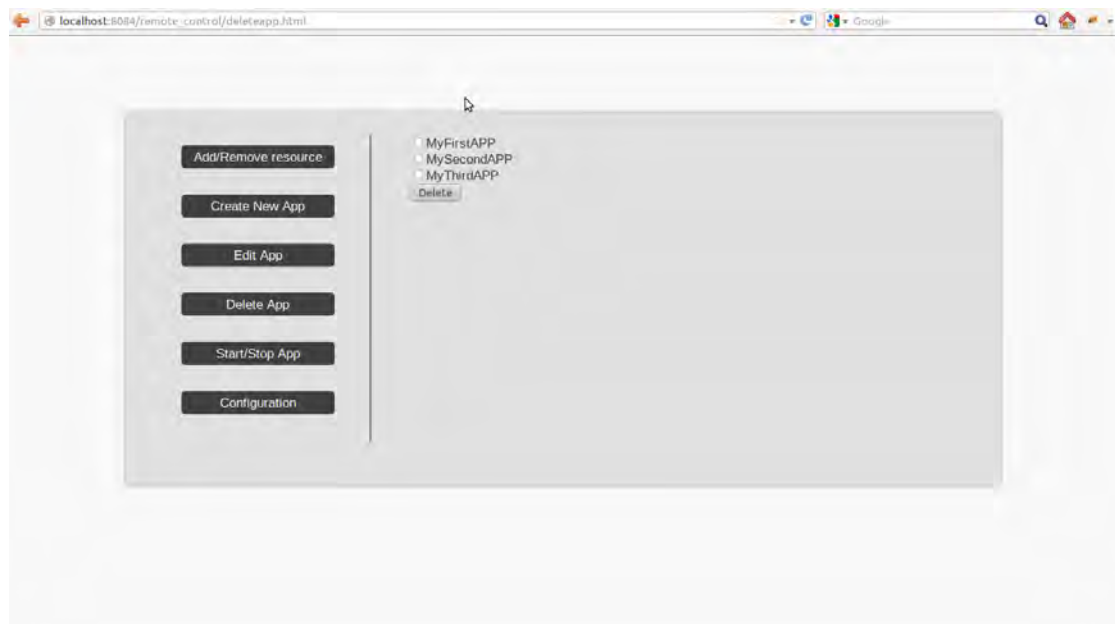 localhost:8084/remote_control/deleteapp.html
Google
Add/Remove resource
Create New App
Edit App
Delete App
Start/Stop App
Configuration
MyFirstAPP
MySecondAPP
MyThirdAPP
Delete